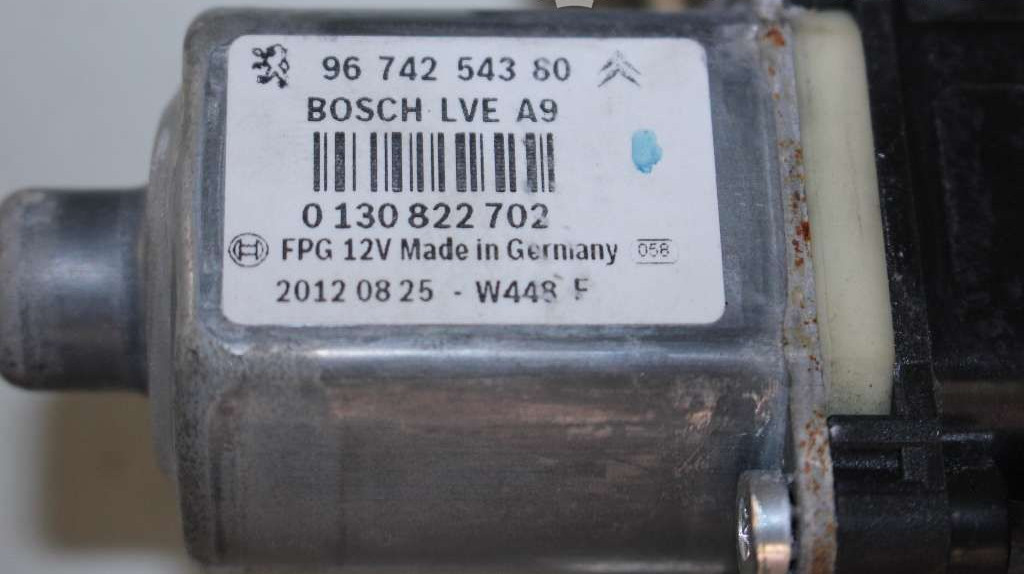 96 742 543 80
BOSCH LVE A9
0 130 822 702
FPG 12V Made in Germany 058
2012 08 25 - W448 F